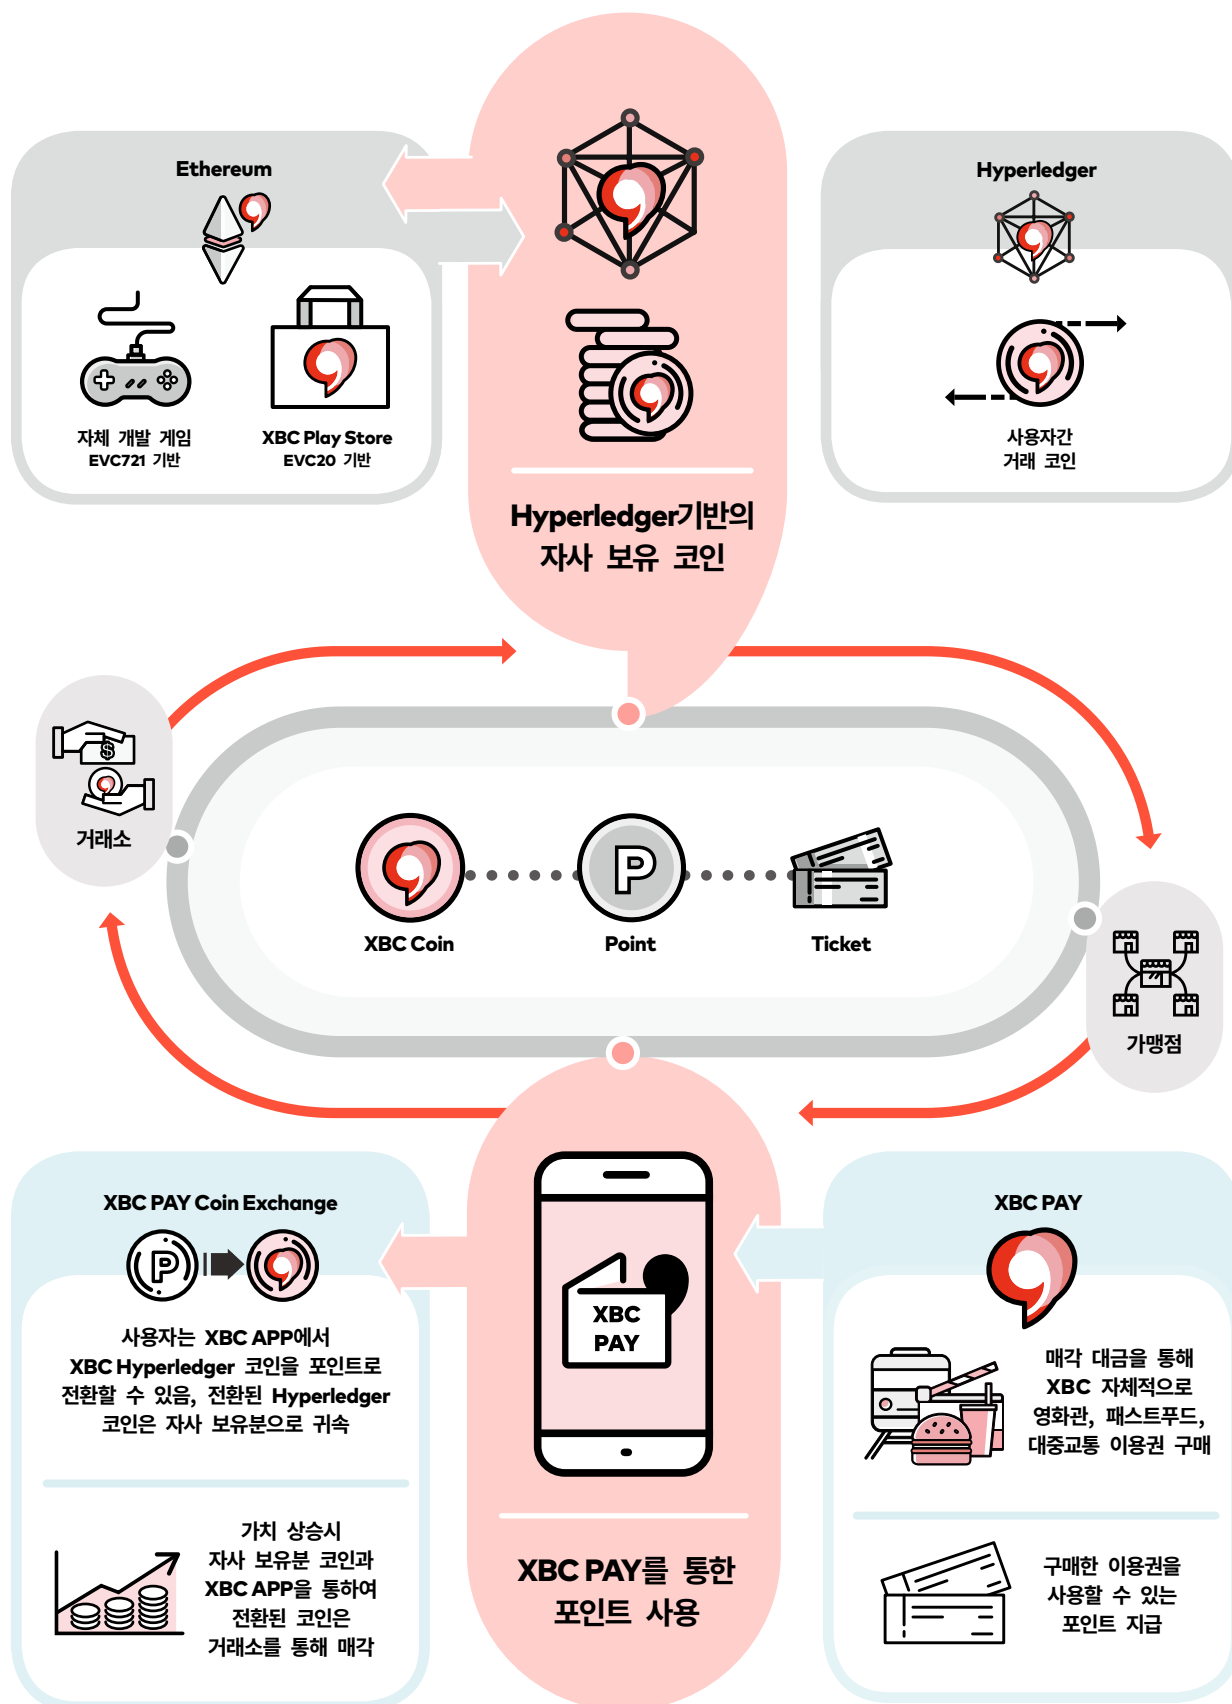 Ethereum
자체 개발 게임
EVC721 기반
XBC Play Store
EVC20 기반
Hyperledger기반의
자사 보유 코인
Hyperledger
사용자간
거래 코인
$
거래소
P
XBC Coin
Point
Ticket
가맹점
XBC PAY Coin Exchange
P
사용자는 XBC APP에서
XBC Hyperledger 코인을 포인트로
전환할 수 있음, 전환된 Hyperledger
코인은 자사 보유분으로 귀속
가치 상승시
자사 보유분 코인과
XBC APP을 통하여
전환된 코인은
거래소를 통해 매각
XBC
PAY
XBC PAY를 통한
포인트 사용
XBC PAY
매각 대금을 통해
XBC 자체적으로
영화관, 패스트푸드,
대중교통 이용권 구매
구매한 이용권을
사용할 수 있는
포인트 지급